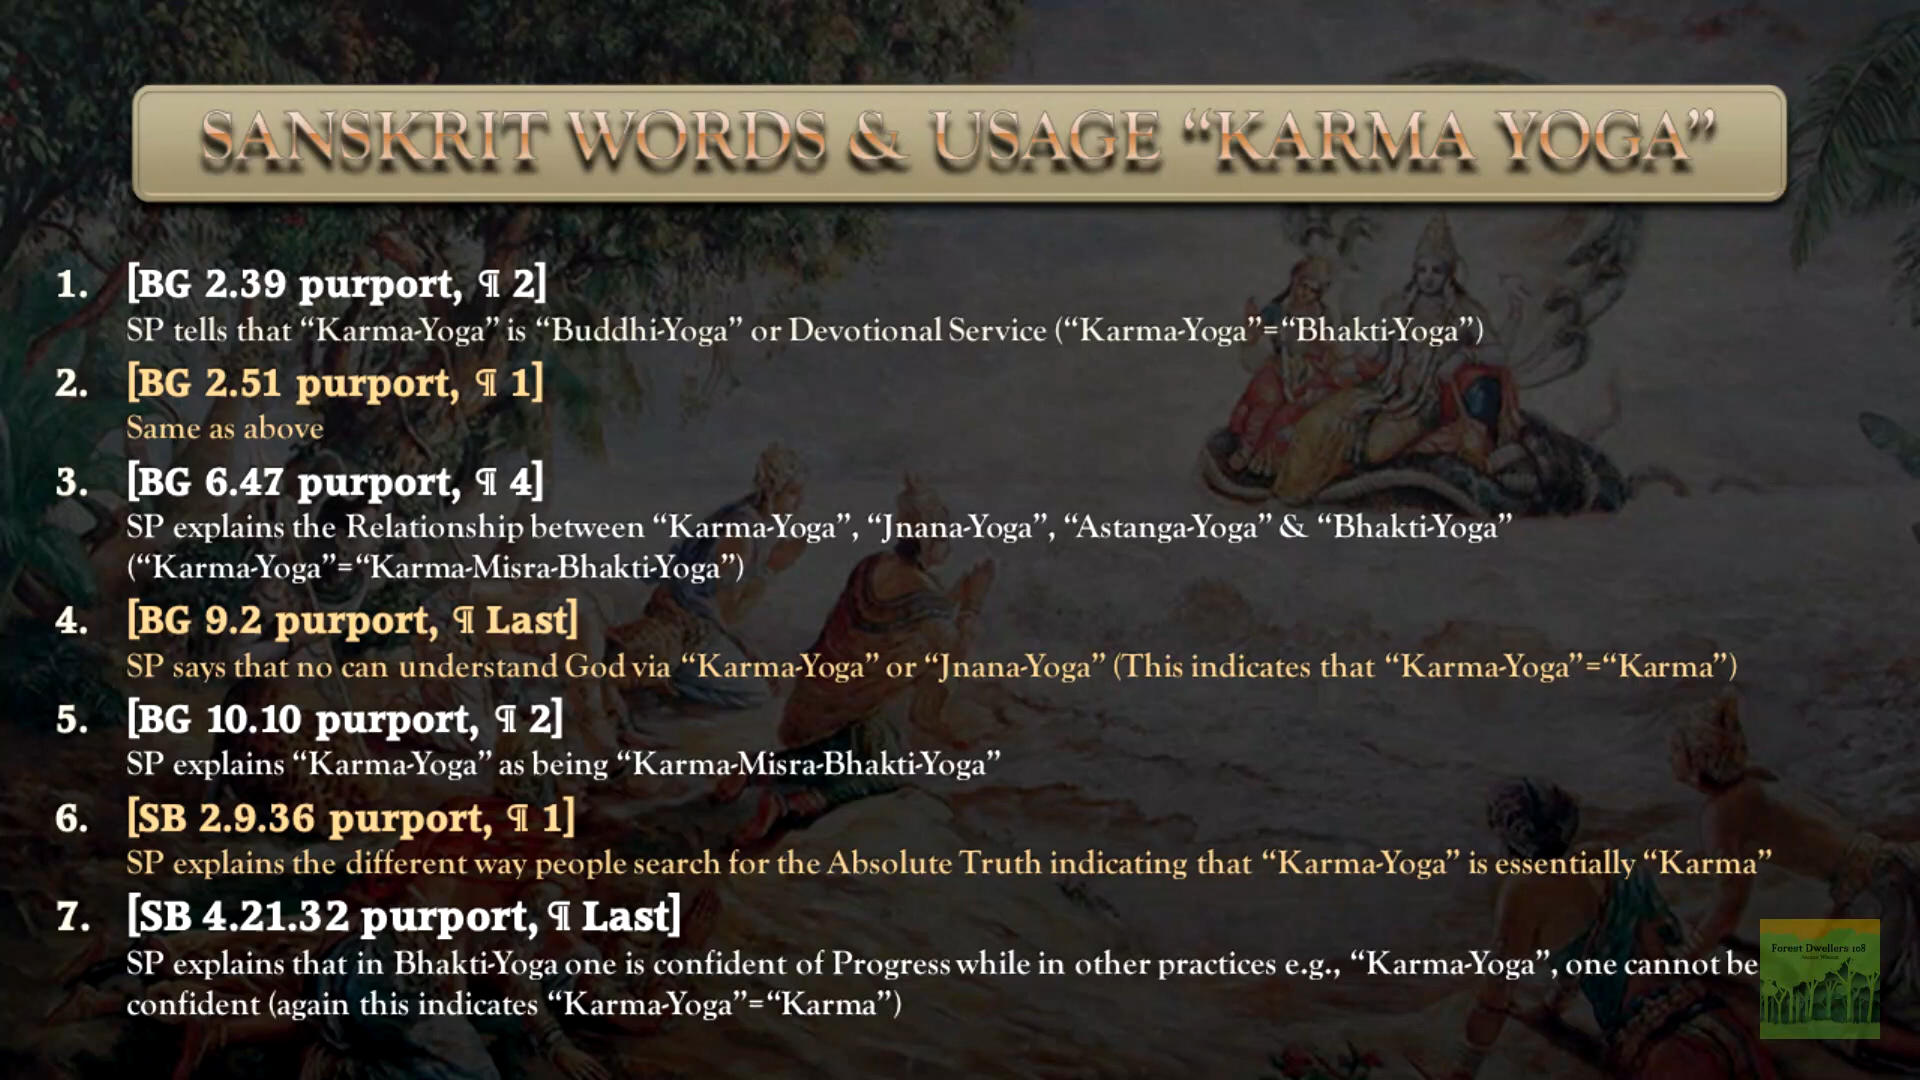 SANSKRIT WORDS & USAGE “KARMA YOGA”
1. [BG 2.39 purport, ¶ 2]
SP tells that “Karma-Yoga” is “Buddhi-Yoga” or Devotional Service (“Karma-Yoga”=“Bhakti-Yoga”)
2. [BG 2.51 purport, ¶ 1]
Same as above
3. [BG 6.47 purport, ¶ 4]
SP explains the Relationship between “Karma-Yoga”, “Jnana-Yoga”, “Astanga-Yoga” & “Bhakti-Yoga”
(“Karma-Yoga”=“Karma-Misra-Bhakti-Yoga”)
4. [BG 9.2 purport, ¶ Last]
SP says that no can understand God via “Karma-Yoga” or “Jnana-Yoga” (This indicates that “Karma-Yoga”=“Karma”)
5. [BG 10.10 purport, ¶ 2]
SP explains “Karma-Yoga” as being “Karma-Misra-Bhakti-Yoga”
6. [SB 2.9.36 purport, ¶ 1]
SP explains the different way people search for the Absolute Truth indicating that “Karma-Yoga” is essentially “Karma”
7. [SB 4.21.32 purport, ¶ Last]
SP explains that in Bhakti-Yoga one is confident of Progress while in other practices e.g., “Karma-Yoga”, one cannot be
confident (again this indicates “Karma-Yoga”=“Karma”)
Forest Dwellers 108